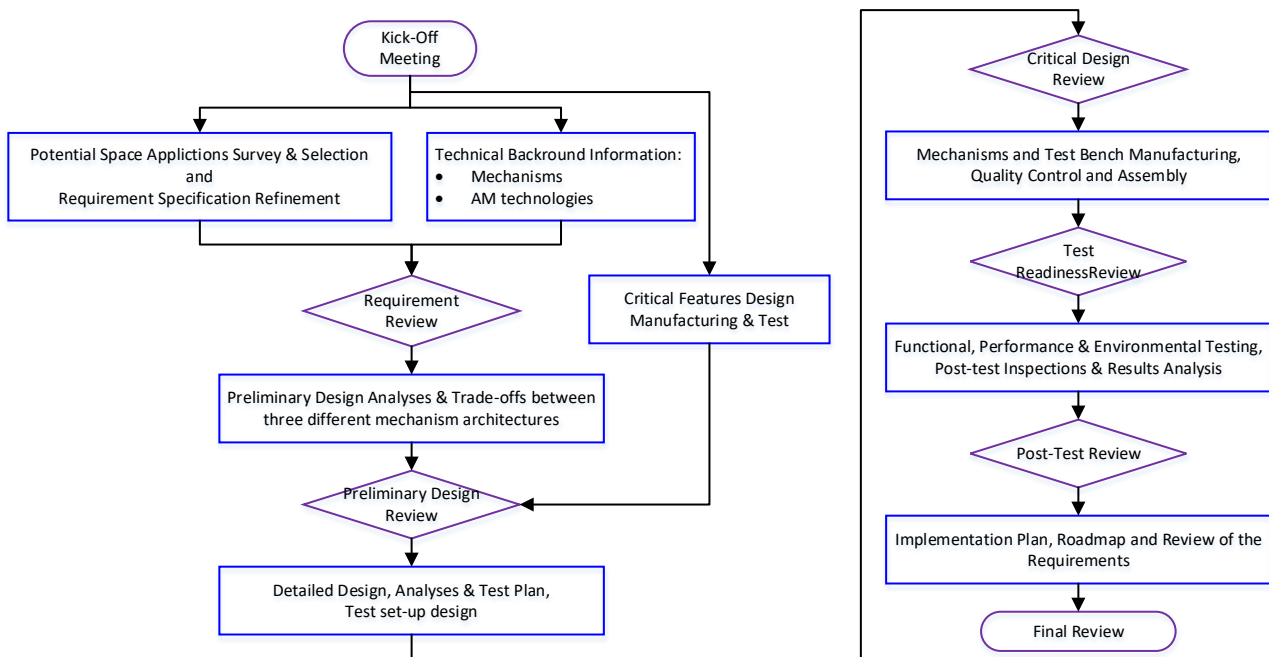 Kick-Off
Meeting
Potential Space Applictions Survey & Selection
and
Requirement Specification Refinement
Technical Backround Information:
• Mechanisms
• AM technologies
Requirement
Review
Critical Features Design
Manufacturing & Test
Preliminary Design Analyses & Trade-offs between
three different mechanism architectures
Preliminary Design
Review
Detailed Design, Analyses & Test Plan,
Test set-up design
Critical Design
Review
Mechanisms and Test Bench Manufacturing,
Quality Control and Assembly
Test
ReadinessReview
Functional, Performance & Environmental Testing,
Post-test Inspections & Results Analysis
Post-Test Review
Implementation Plan, Roadmap and Review of the
Requirements
Final Review